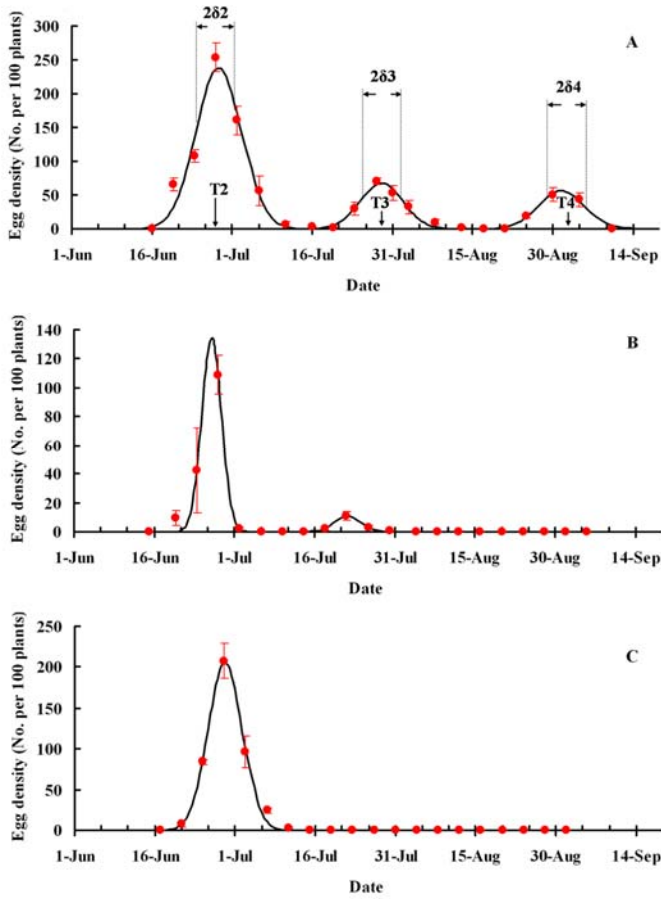 2δ2
A
2δ3
2δ4
Egg density (No. per 100 plants)
300
250
200
150
100
50
0
T2
T3
T4
1-Jun 16-Jun 1-Jul 16-Jul 31-Jul 15-Aug 30-Aug 14-Sep
Date
B
Egg density (No. per 100 plants)
140
120
100
80
60
40
20
0
1-Jun 16-Jun 1-Jul 16-Jul 31-Jul 15-Aug 30-Aug 14-Sep
Date
C
Egg density (No. per 100 plants)
250
200
150
100
50
0
1-Jun 16-Jun 1-Jul 16-Jul 31-Jul 15-Aug 30-Aug 14-Sep
Date